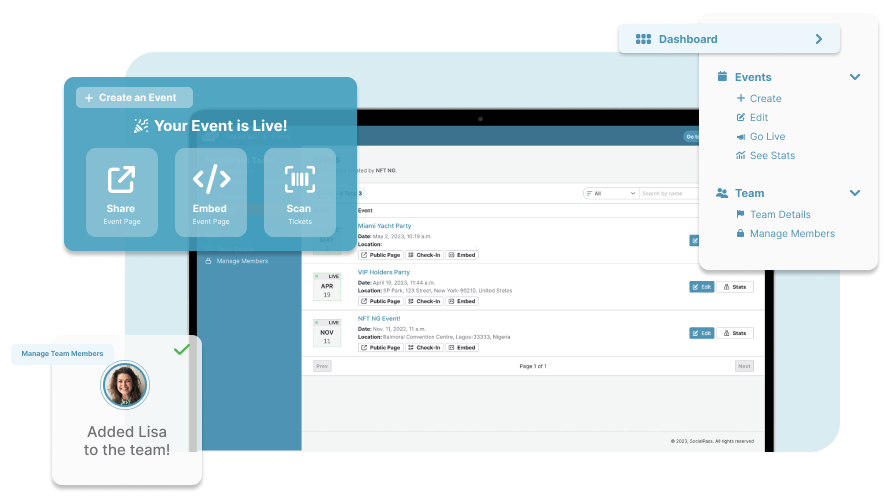 Dashboard
Events
Create
Edit
Go Live
See Stats
Team
Team Details
Manage Members
+ Create an Event
Your Event is Live!
Share
Event Page
Embed
Event Page
Scan
Tickets
Go to
by NFT NG.
3
All
Search by name
Event
Miami Yacht Party
Date: May 2, 2023, 10:19 a.m.
Location:
Public Page Check-In Embed
Manage Members
LIVE
APR
19
VIP Holders Party
Date: April 19, 2023, 11:44 a.m.
Location: SP Park, 123 Street, New York-90210, United States
Public Page Check-In Embed
Edit Stats
LIVE
NOV
11
NFT NG Event!
Date: Nov. 11, 2022, 11 a.m.
Location: Balmoral Convention Centre, Lagos-33333, Nigeria
Public Page Check-In Embed
Edit Stats
Prev Page 1 of 1 Next
© 2023, SocialPass. All rights reserved
Manage Team Members
Added Lisa
to the team!